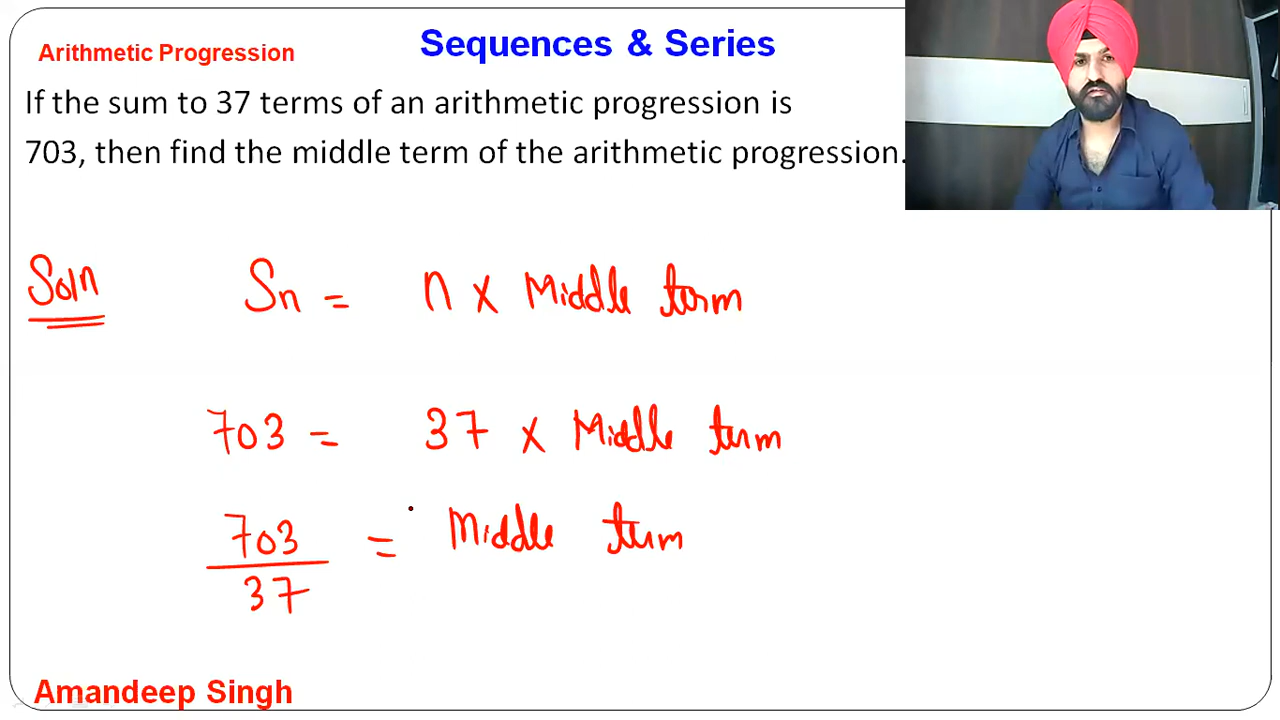 Sequences & Series
Arithmetic Progression
If the sum to 37 terms of an arithmetic progression is
703, then find the middle term of the arithmetic progression.
Soln
Sn = n × Middle term
703 = 37 × Middle term
703 = Middle term
37
Amandeep Singh